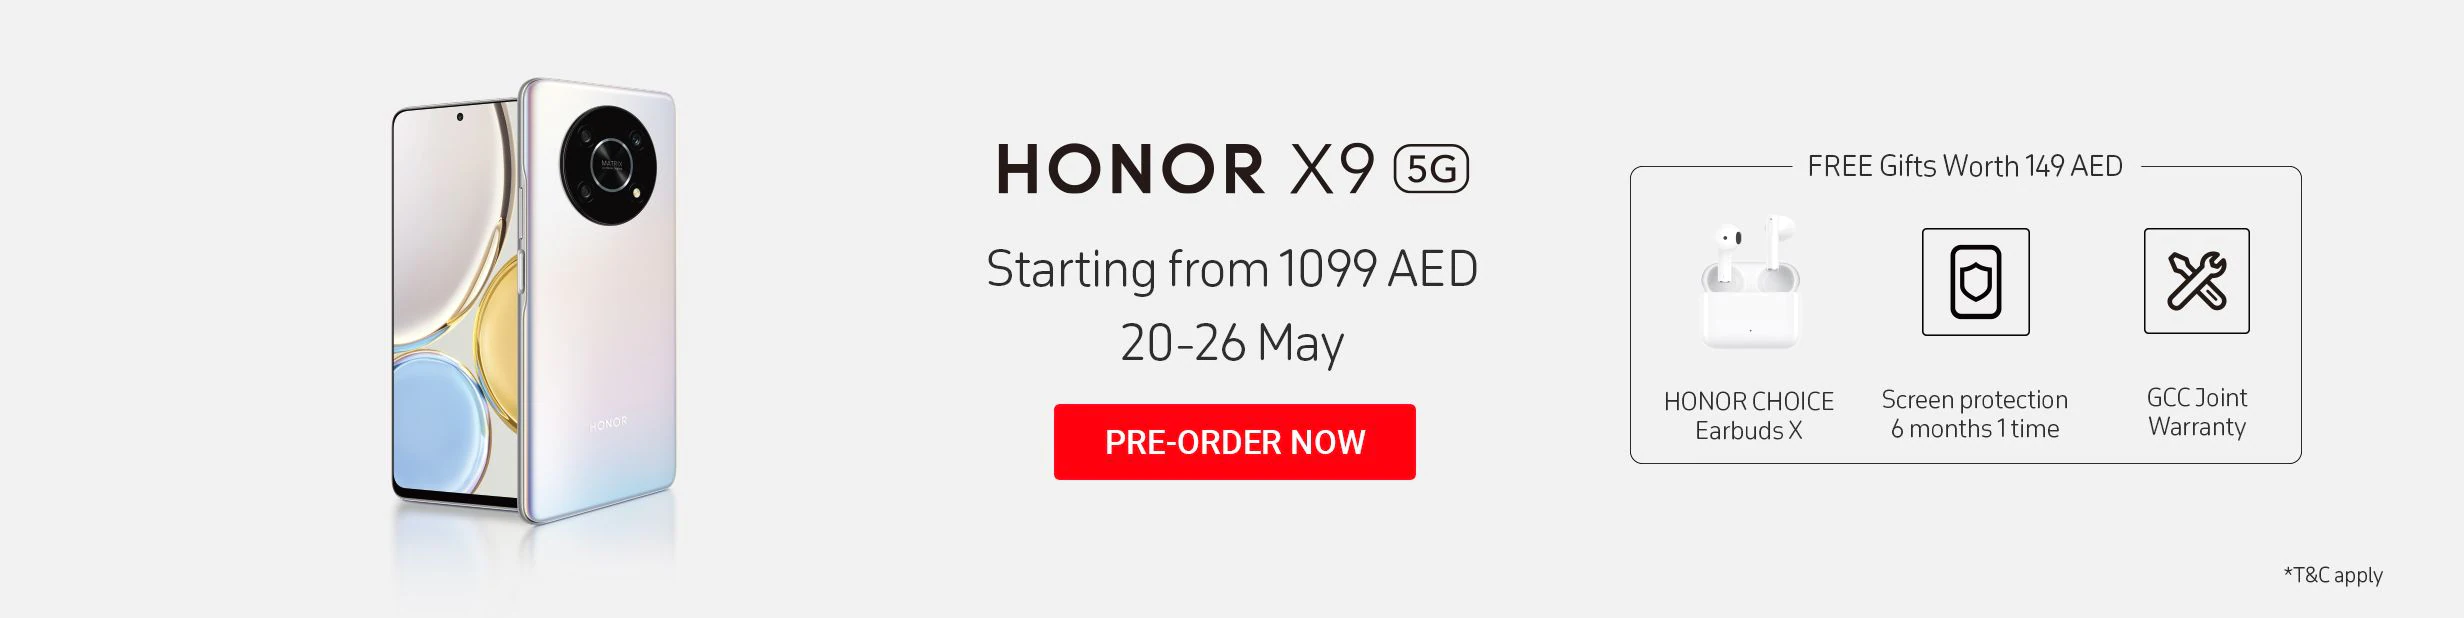 MATRIX
HONOR
HONOR X9 5G
Starting from 1099 AED
20-26 May
PRE-ORDER NOW
FREE Gifts Worth 149 AED
HONOR CHOICE
Earbuds X
Screen protection
6 months 1 time
GCC Joint
Warranty
*T&C apply